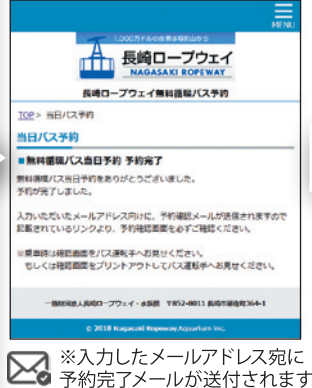 MENU
1,000万ドルの夜景は稲佐山から
長崎ロープウェイ
NAGASAKI ROPEWAY
長崎ロープウェイ無料循環バス予約
TOP > 当日バス予約
当日バス予約
■無料循環バス当日予約 予約完了
無料循環バス当日予約をありがとうございました。
予約が完了しました。
入力いただいたメールアドレス向けに、予約確認メールが送信されますので
記載されているリンクより、予約確認画面を必ずご確認ください。
※乗車時は確認画面をバス運転手へお見せください。
もしくは確認画面をプリントアウトしてバス運転手へお見せください。
一般財団法人長崎ロープウェイ・水族館 〒852-8011 長崎市稲佐町364-1
© 2018 Nagasaki Ropeway Aquarium Inc.
※入力したメールアドレス宛に
予約完了メールが送付されます